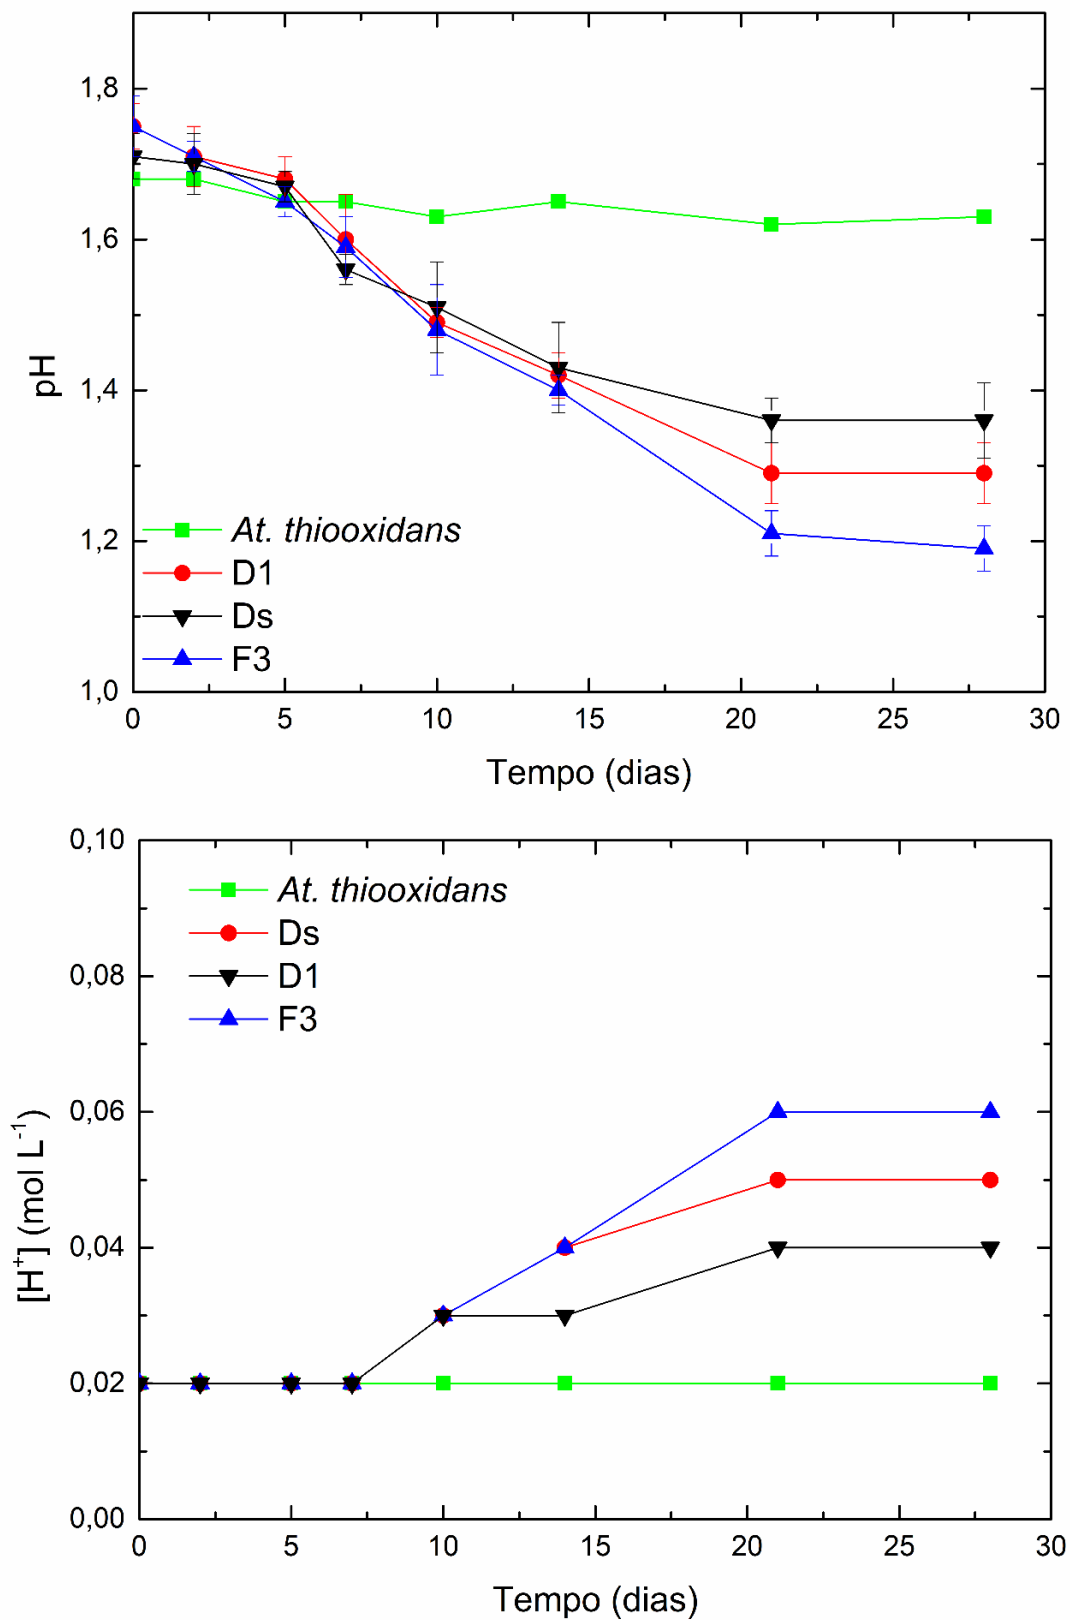 1,8
1,6
1,4
1,2
1,0
pH
At. thiooxidans
D1
Ds
F3
0 5 10 15 20 25 30
Tempo (dias)
0,10
0,08
0,06
0,04
0,02
0,00
[H⁺] (mol L⁻¹)
At. thiooxidans
Ds
D1
F3
0 5 10 15 20 25 30
Tempo (dias)